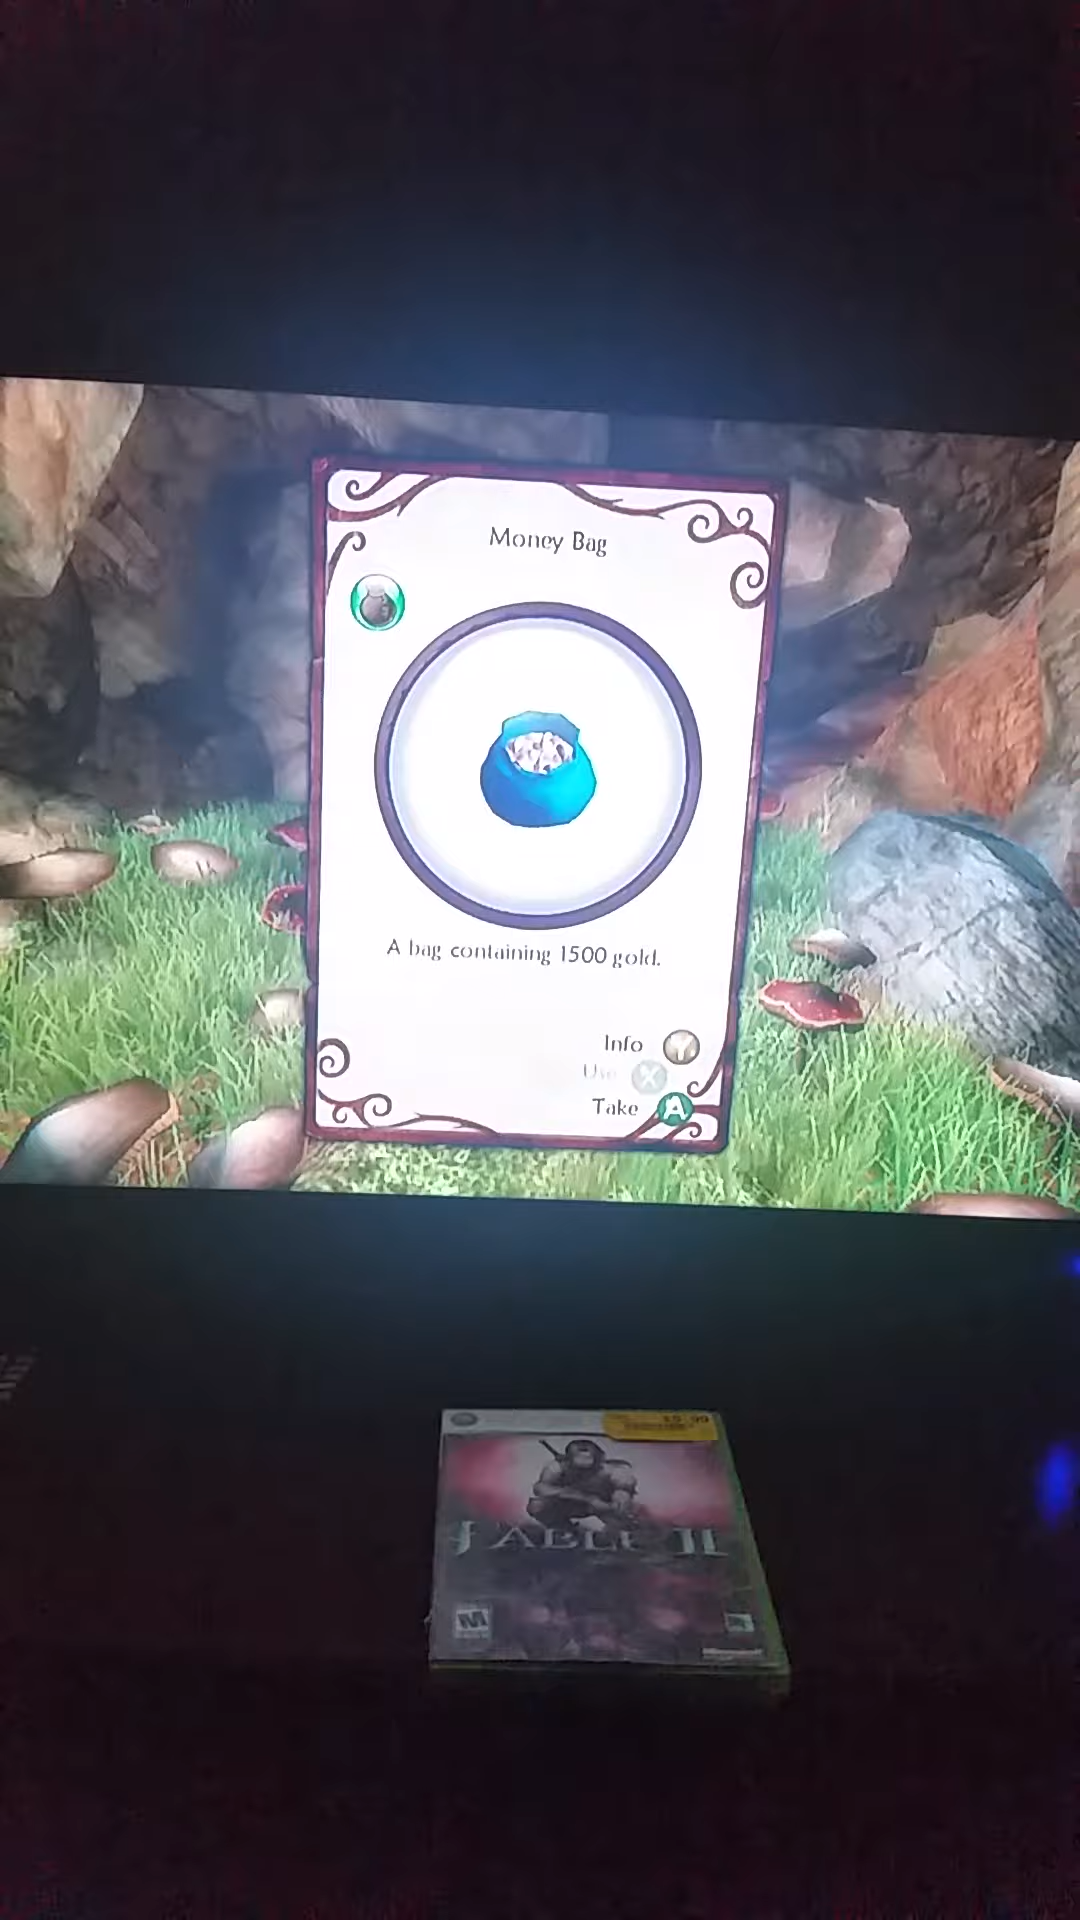 Money Bag
A bag containing 1500 gold.
Info Y
Use X
Take A
FABLE II
M